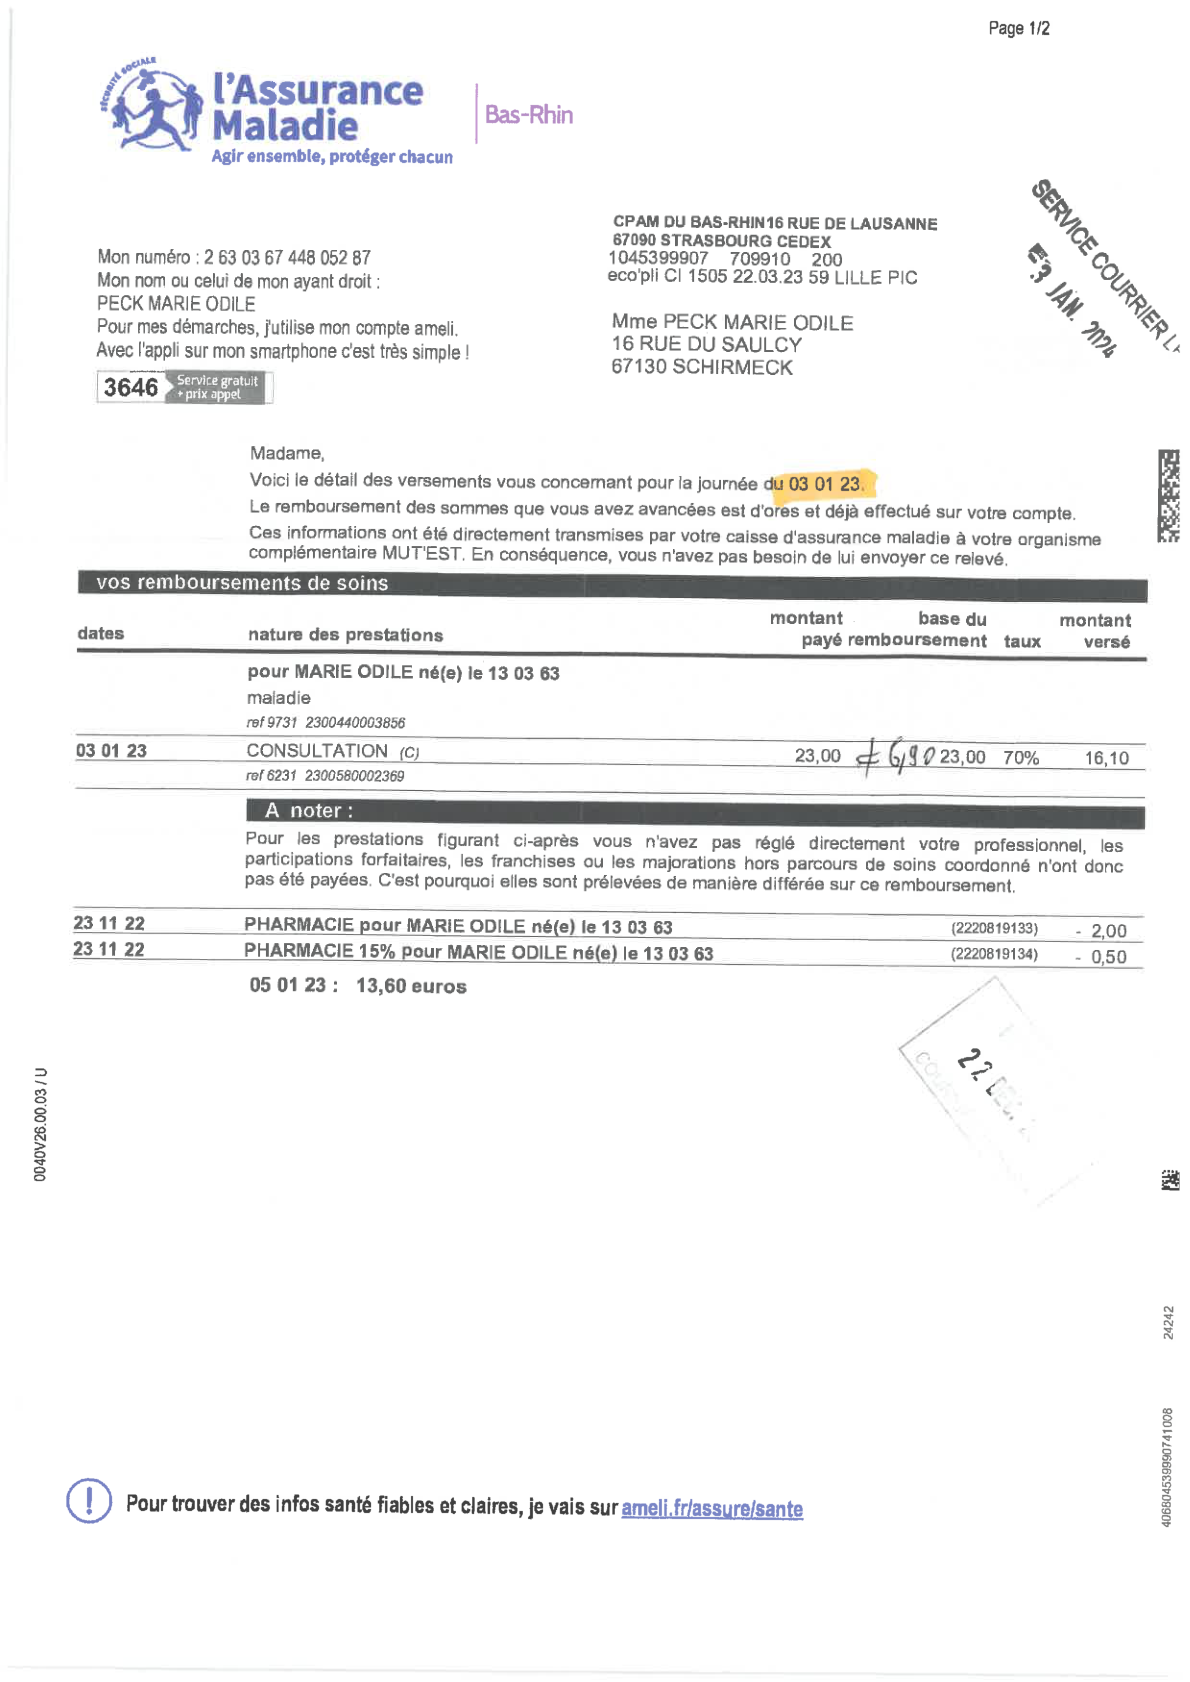 Page 1/2
SÉCURITÉ SOCIALE
l'Assurance
Maladie
Agir ensemble, protéger chacun
Bas-Rhin
SERVICE COURRIER
3 JAN. 2024
CPAM DU BAS-RHIN16 RUE DE LAUSANNE
67090 STRASBOURG CEDEX
1045399907 709910 200
eco'pli CI 1505 22.03.23 59 LILLE PIC
Mon numéro : 2 63 03 67 448 052 87
Mon nom ou celui de mon ayant droit :
PECK MARIE ODILE
Pour mes démarches, j'utilise mon compte ameli.
Avec l'appli sur mon smartphone c'est très simple !
3646 Service gratuit
+ prix appel
Mme PECK MARIE ODILE
16 RUE DU SAULCY
67130 SCHIRMECK
Madame,
Voici le détail des versements vous concernant pour la journée du 03 01 23.
Le remboursement des sommes que vous avez avancées est d'ores et déjà effectué sur votre compte.
Ces informations ont été directement transmises par votre caisse d'assurance maladie à votre organisme
complémentaire MUT'EST. En conséquence, vous n'avez pas besoin de lui envoyer ce relevé.
vos remboursements de soins
dates nature des prestations montant payé base du remboursement taux montant versé
pour MARIE ODILE né(e) le 13 03 63
maladie
ref 9731 2300440003856
03 01 23 CONSULTATION (C) 23,00 ≠ 6,90 23,00 70% 16,10
ref 6231 2300580002369
A noter :
Pour les prestations figurant ci-après vous n'avez pas réglé directement votre professionnel, les
participations forfaitaires, les franchises ou les majorations hors parcours de soins coordonné n'ont donc
pas été payées. C'est pourquoi elles sont prélevées de manière différée sur ce remboursement.
23 11 22 PHARMACIE pour MARIE ODILE né(e) le 13 03 63 (2220819133) - 2,00
23 11 22 PHARMACIE 15% pour MARIE ODILE né(e) le 13 03 63 (2220819134) - 0,50
05 01 23 : 13,60 euros
22 DEC.
0040V26.00.03 / U
24242
4068045399907410​08
Pour trouver des infos santé fiables et claires, je vais sur ameli.fr/assure/sante